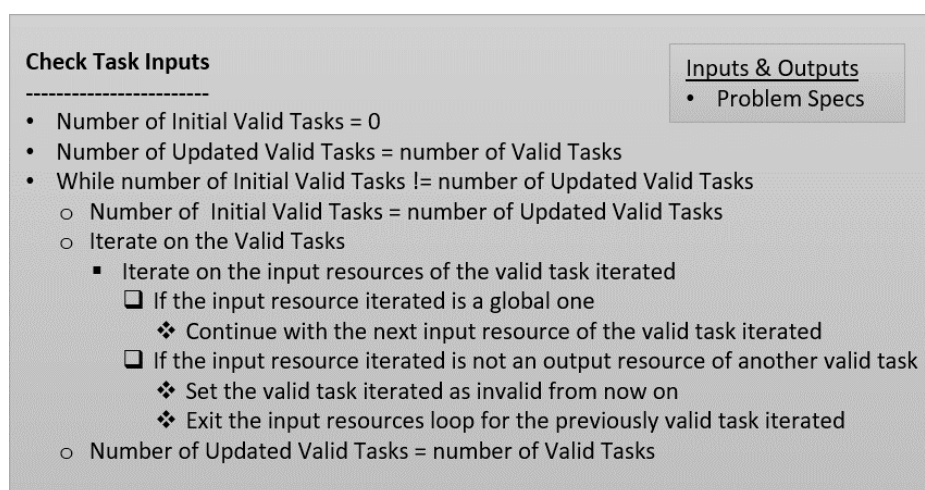 Check Task Inputs
------------------------
Inputs & Outputs
• Problem Specs
• Number of Initial Valid Tasks = 0
• Number of Updated Valid Tasks = number of Valid Tasks
• While number of Initial Valid Tasks != number of Updated Valid Tasks
o Number of Initial Valid Tasks = number of Updated Valid Tasks
o Iterate on the Valid Tasks
▪ Iterate on the input resources of the valid task iterated
❑ If the input resource iterated is a global one
❖ Continue with the next input resource of the valid task iterated
❑ If the input resource iterated is not an output resource of another valid task
❖ Set the valid task iterated as invalid from now on
❖ Exit the input resources loop for the previously valid task iterated
o Number of Updated Valid Tasks = number of Valid Tasks